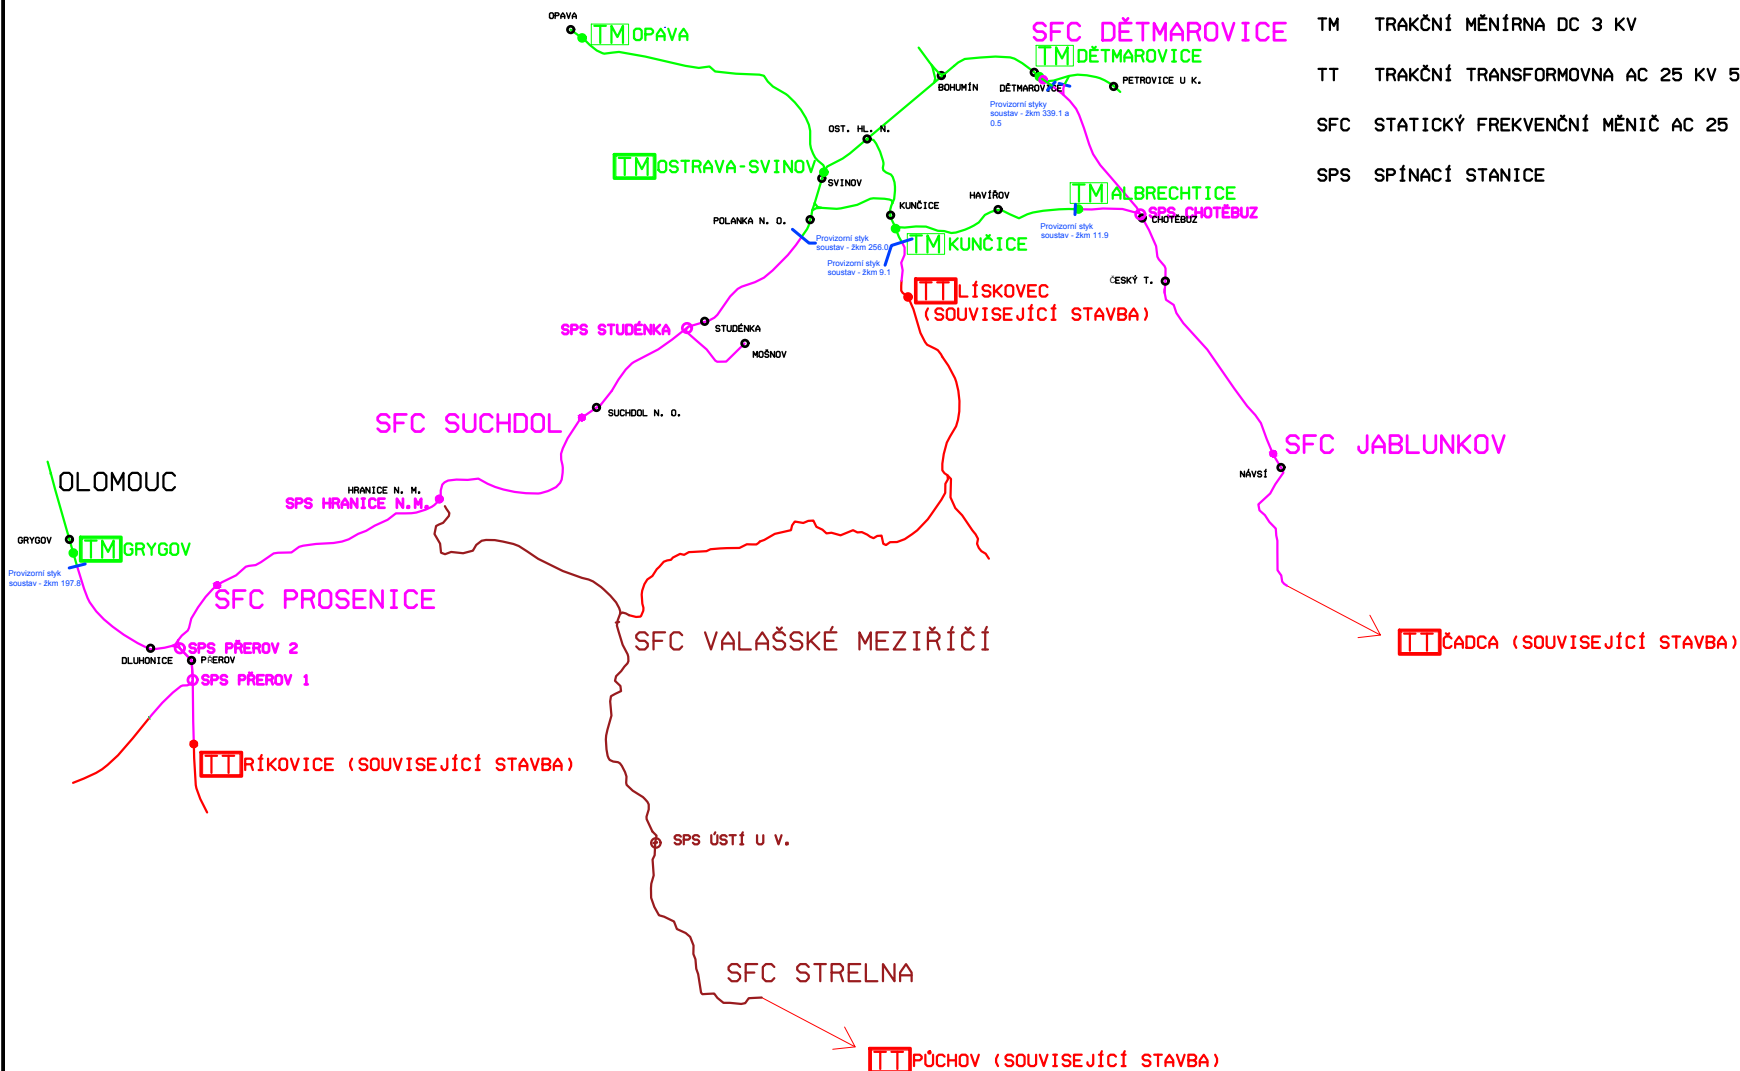 OPAVA
TM OPAVA
SFC DĚTMAROVICE
TM DĚTMAROVICE
BOHUMÍN
DĚTMAROVICE
PETROVICE U K.
Provizorní styky
soustav - žkm 339.1 a
0.5
TM TRAKČNÍ MĚNÍRNA DC 3 KV
TT TRAKČNÍ TRANSFORMOVNA AC 25 KV 5
SFC STATICKÝ FREKVENČNÍ MĚNIČ AC 25
SPS SPÍNACÍ STANICE
OST. HL. N.
TM OSTRAVA-SVINOV
SVINOV
POLANKA N. O.
KUNČICE
HAVÍŘOV
TM ALBRECHTICE
SPS CHOTĚBUZ
CHOTĚBUZ
Provizorní styk
soustav - žkm 11.9
Provizorní styk
soustav - žkm 256.0
TM KUNČICE
Provizorní styk
soustav - žkm 9.1
ČESKÝ T.
TT LÍSKOVEC
(SOUVISEJÍCÍ STAVBA)
SPS STUDÉNKA
STUDÉNKA
MOŠNOV
SFC SUCHDOL
SUCHDOL N. O.
SFC JABLUNKOV
NÁVSÍ
OLOMOUC
HRANICE N. M.
SPS HRANICE N.M.
GRYGOV
TM GRYGOV
Provizorní styk
soustav - žkm 197.8
SFC PROSENICE
SFC VALAŠSKÉ MEZIŘÍČÍ
TT ČADCA (SOUVISEJÍCÍ STAVBA)
SPS PŘEROV 2
DLUHONICE
PŘEROV
SPS PŘEROV 1
TT RÍKOVICE (SOUVISEJÍCÍ STAVBA)
SPS ÚSTÍ U V.
SFC STRELNA
TT PÚCHOV (SOUVISEJÍCÍ STAVBA)